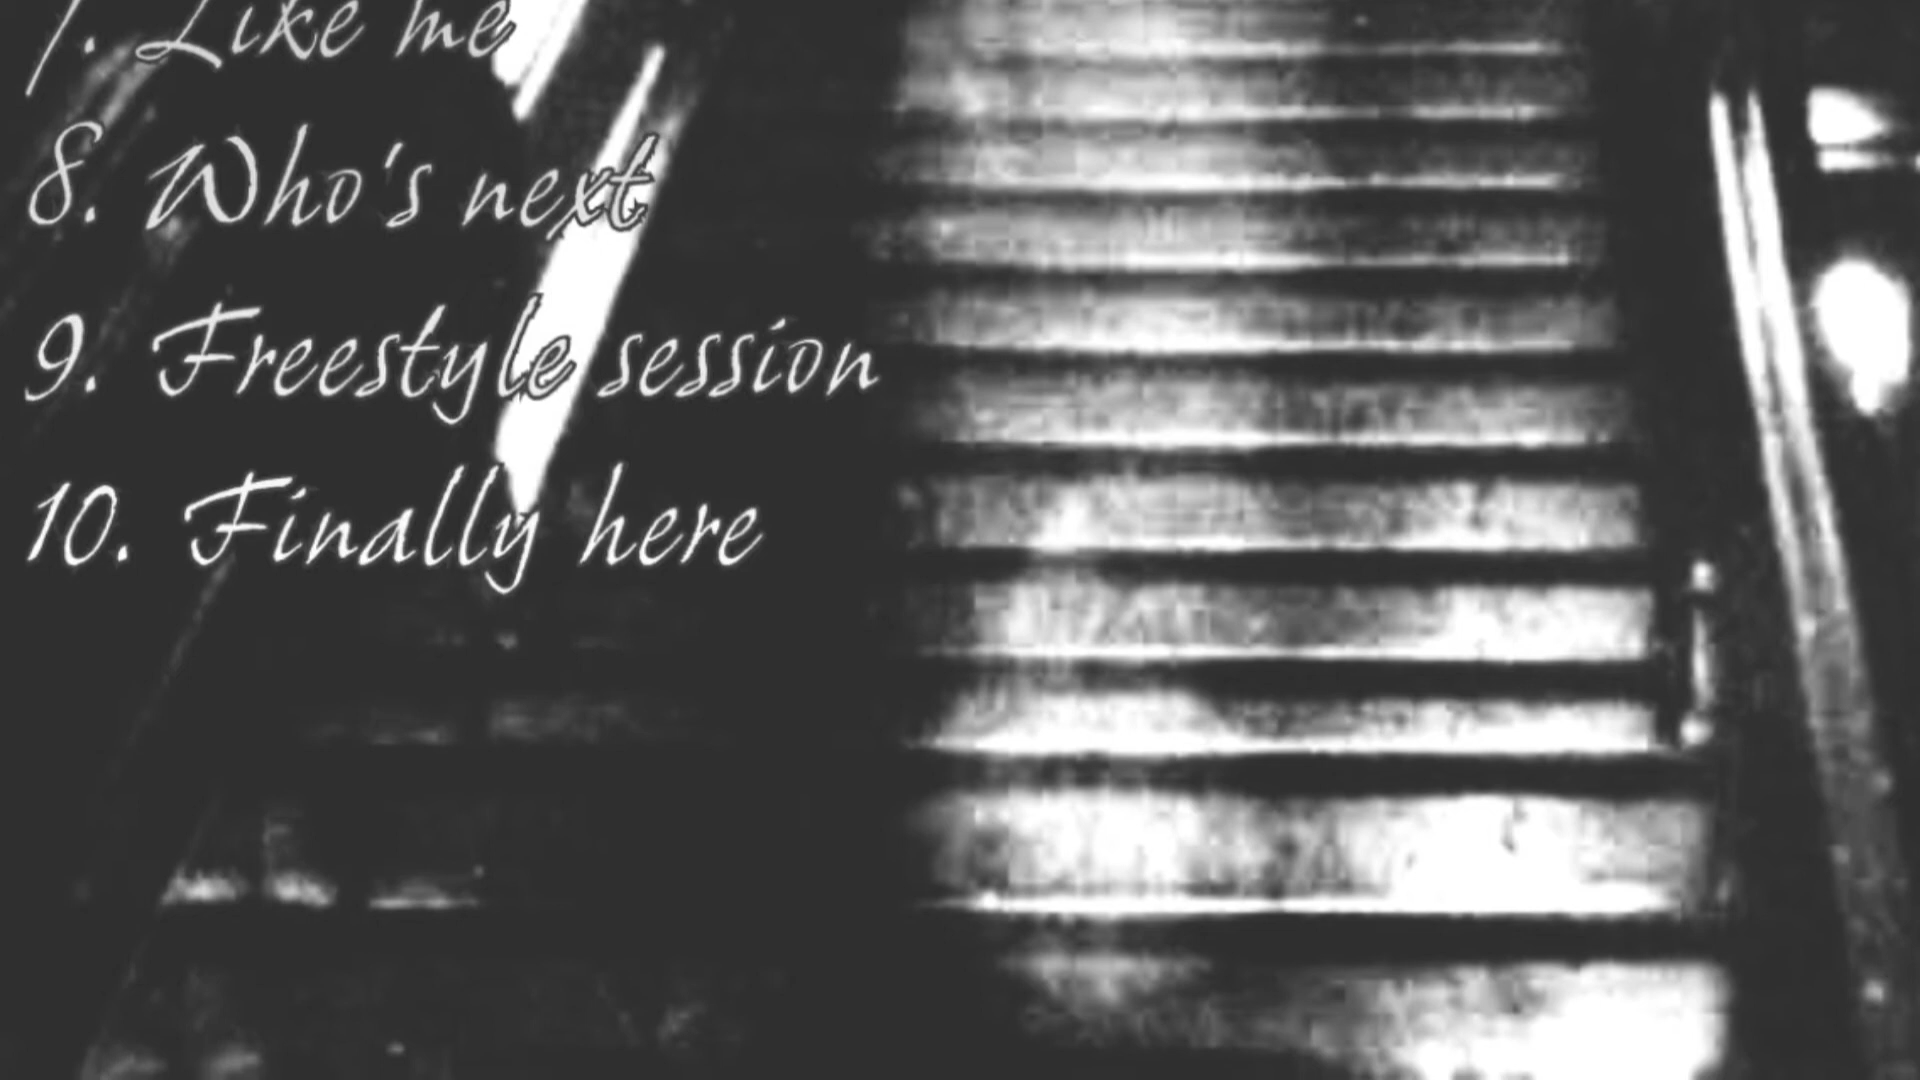 7. Like me
8. Who's next
9. Freestyle session
10. Finally here